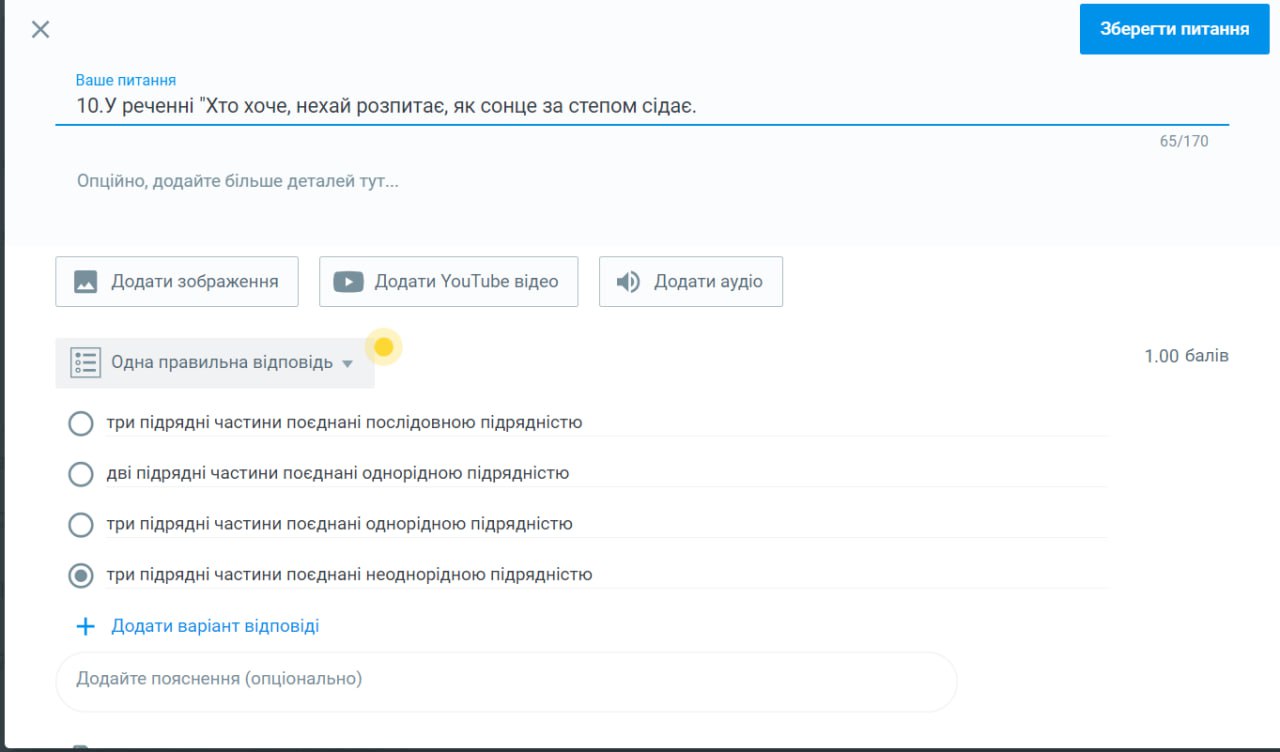 Зберегти питання
Ваше питання
10.У реченні "Хто хоче, нехай розпитає, як сонце за степом сідає.
65/170
Опційно, додайте більше деталей тут...
Додати зображення
Додати YouTube відео
Додати аудіо
Одна правильна відповідь
1.00 балів
три підрядні частини поєднані послідовною підрядністю
дві підрядні частини поєднані однорідною підрядністю
три підрядні частини поєднані однорідною підрядністю
три підрядні частини поєднані неоднорідною підрядністю
Додати варіант відповіді
Додайте пояснення (опціонально)